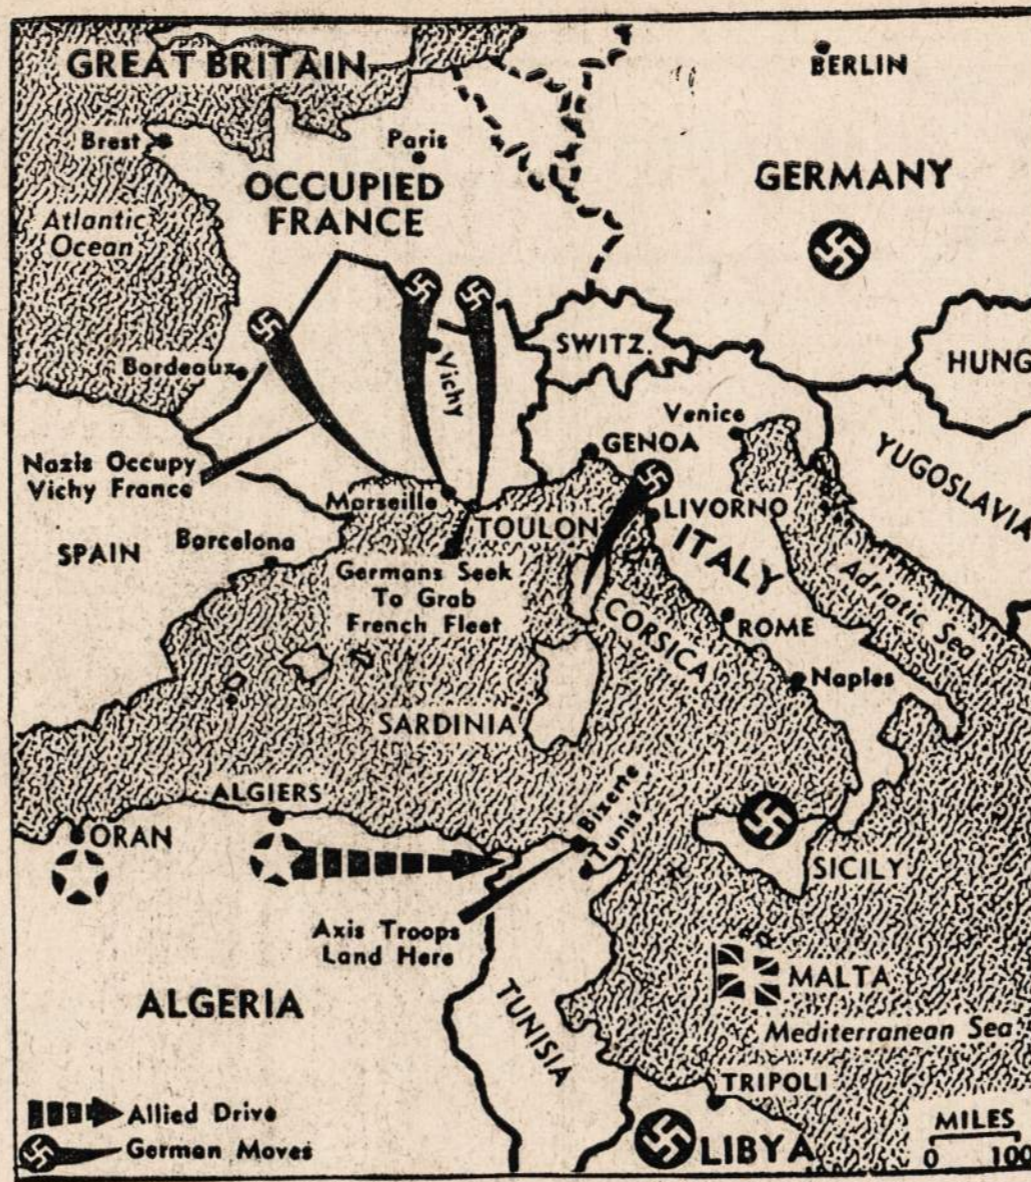 GREAT BRITAIN
BERLIN
Brest
Paris
GERMANY
OCCUPIED
FRANCE
Atlantic
Ocean
SWITZ.
HUNG
Bordeaux
Vichy
Venice
GENOA
YUGOSLAVIA
Nazis Occupy
Vichy France
Marseille
TOULON
LIVORNO
ITALY
SPAIN
Barcelona
Germans Seek
To Grab
French Fleet
CORSICA
Adriatic Sea
ROME
Naples
SARDINIA
ALGIERS
ORAN
Bizerte
Tunis
SICILY
Axis Troops
Land Here
ALGERIA
TUNISIA
MALTA
Mediterranean Sea
TRIPOLI
LIBYA
Allied Drive
German Moves
MILES
0 100